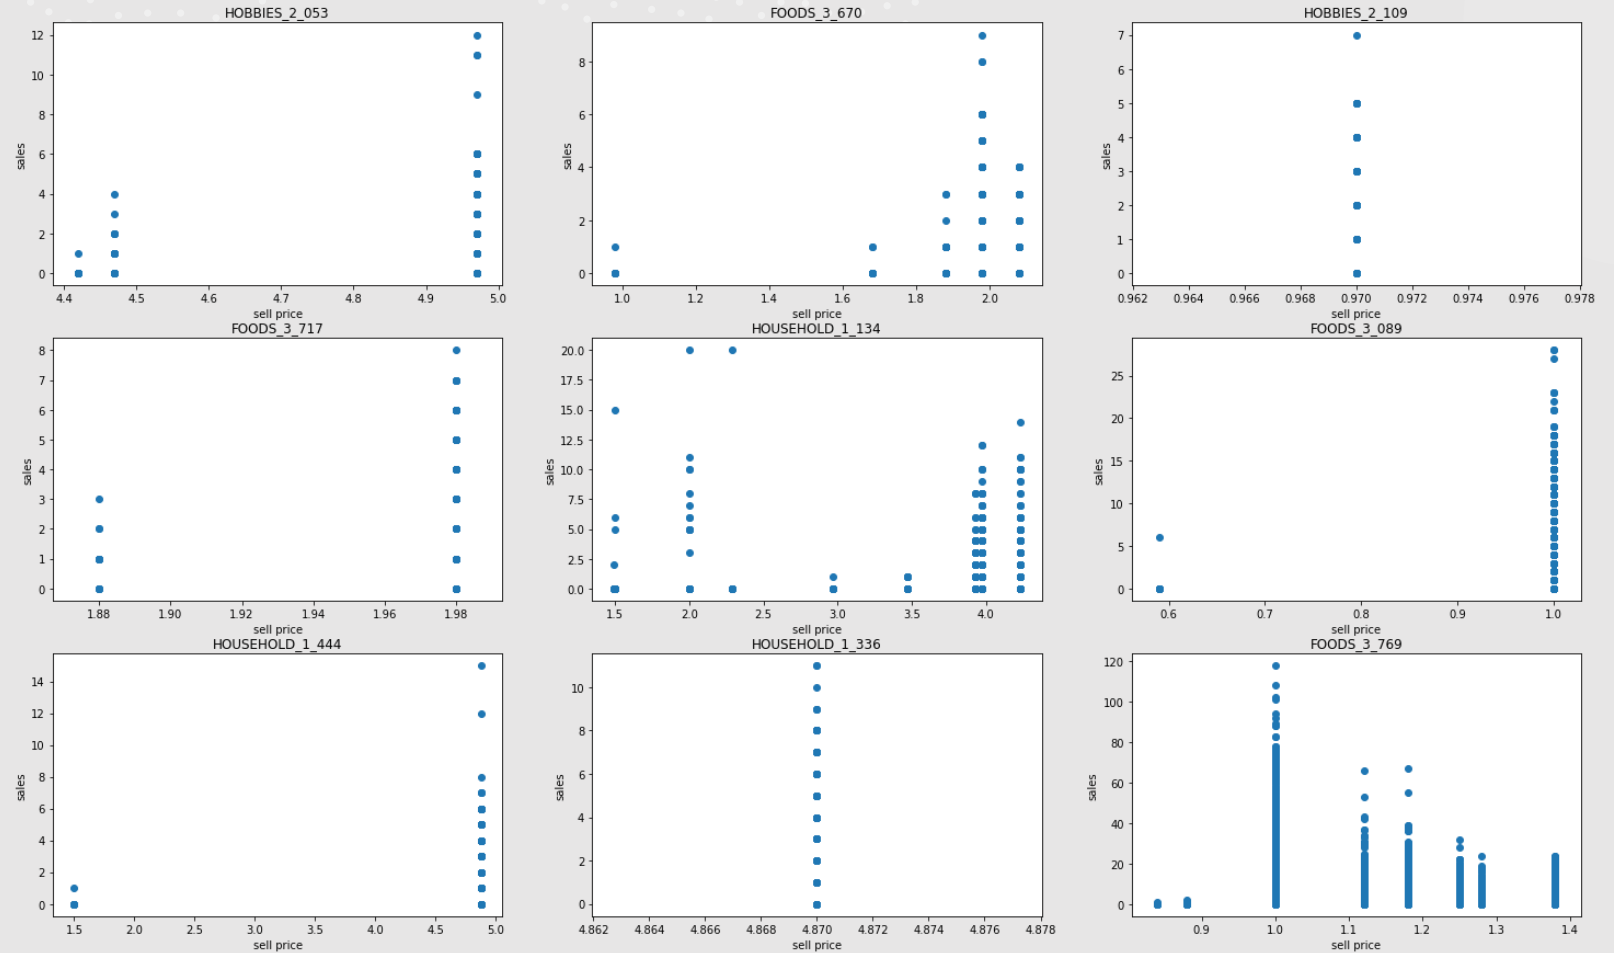 HOBBIES_2_053
12
10
8
6
4
2
0
sales
4.4 4.5 4.6 4.7 4.8 4.9 5.0
sell price
FOODS_3_670
8
6
4
2
0
sales
1.0 1.2 1.4 1.6 1.8 2.0
sell price
HOBBIES_2_109
7
6
5
4
3
2
1
0
sales
0.962 0.964 0.966 0.968 0.970 0.972 0.974 0.976 0.978
sell price
FOODS_3_717
8
7
6
5
4
3
2
1
0
sales
1.88 1.90 1.92 1.94 1.96 1.98
sell price
HOUSEHOLD_1_134
20.0
17.5
15.0
12.5
10.0
7.5
5.0
2.5
0.0
sales
1.5 2.0 2.5 3.0 3.5 4.0
sell price
FOODS_3_089
25
20
15
10
5
0
sales
0.6 0.7 0.8 0.9 1.0
sell price
HOUSEHOLD_1_444
14
12
10
8
6
4
2
0
sales
1.5 2.0 2.5 3.0 3.5 4.0 4.5 5.0
sell price
HOUSEHOLD_1_336
10
8
6
4
2
0
sales
4.862 4.864 4.866 4.868 4.870 4.872 4.874 4.876 4.878
sell price
FOODS_3_769
120
100
80
60
40
20
0
sales
0.9 1.0 1.1 1.2 1.3 1.4
sell price